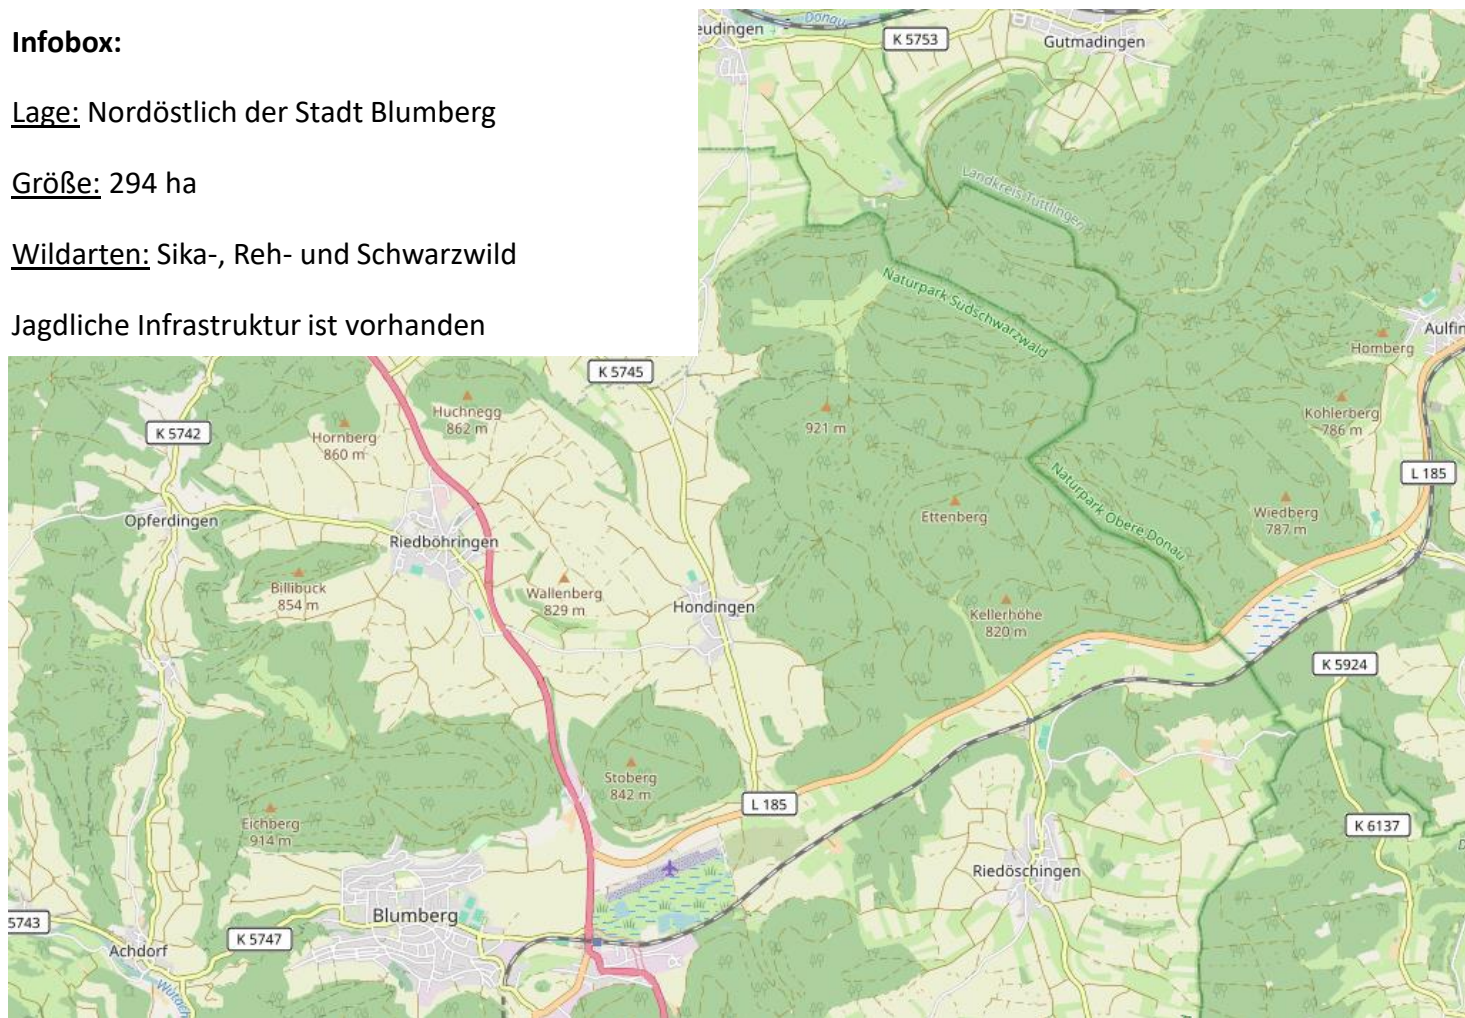 Infobox:
Lage: Nordöstlich der Stadt Blumberg
Größe: 294 ha
Wildarten: Sika-, Reh- und Schwarzwild
Jagdliche Infrastruktur ist vorhanden
eudingen
Donau
K 5753
Gutmadingen
Landkreis Tuttlingen
Naturpark Südschwarzwald
Aulfin
Homberg
K 5745
Huchnegg
862 m
Hornberg
860 m
K 5742
921 m
Kohlerberg
786 m
L 185
Naturpark Obere Donau
Ettenberg
Wiedberg
787 m
Opferdingen
Riedböhringen
Billibuck
854 m
Wallenberg
829 m
Hondingen
Kellerhöhe
820 m
K 5924
Stoberg
842 m
L 185
Eichberg
914 m
K 6137
D
Riedöschingen
Blumberg
5743
K 5747
Achdorf
Wutach